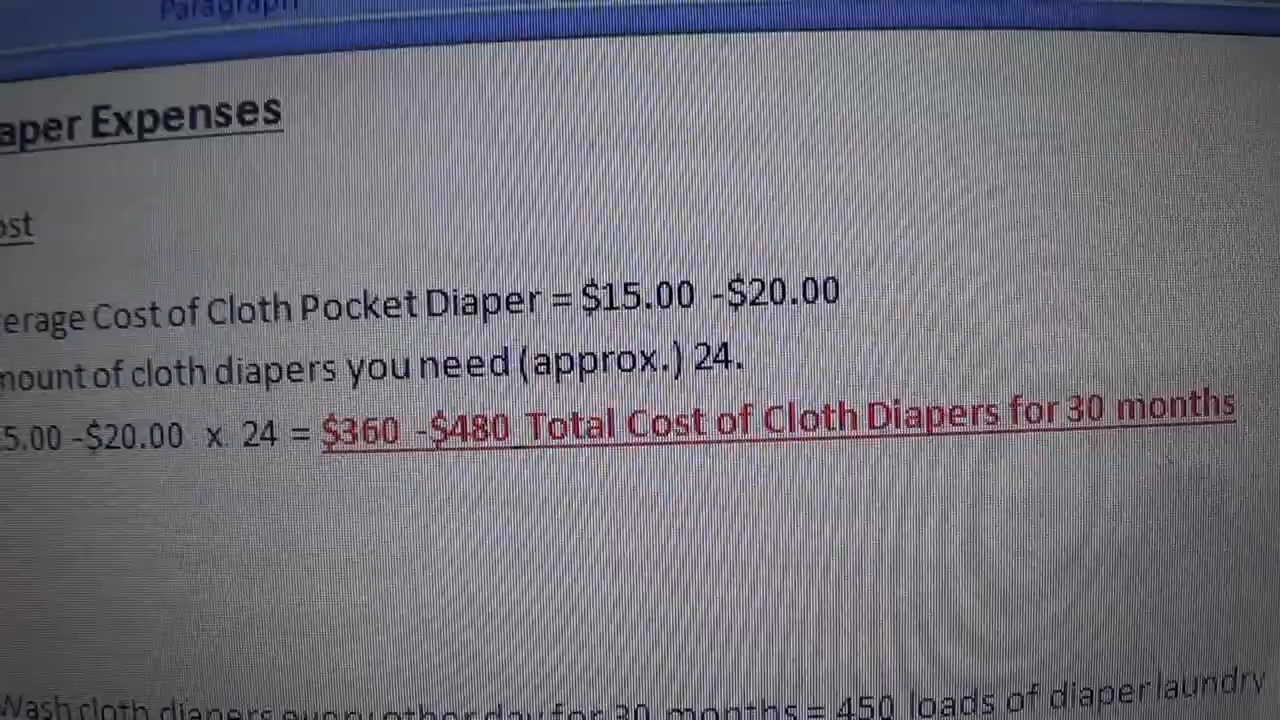 Paragraph
aper Expenses
ost
erage Cost of Cloth Pocket Diaper = $15.00 -$20.00
mount of cloth diapers you need (approx.) 24.
5.00 -$20.00 x 24 = $360 -$480 Total Cost of Cloth Diapers for 30 months
Wash cloth diapers every other day for 30 months = 450 loads of diaper laundry